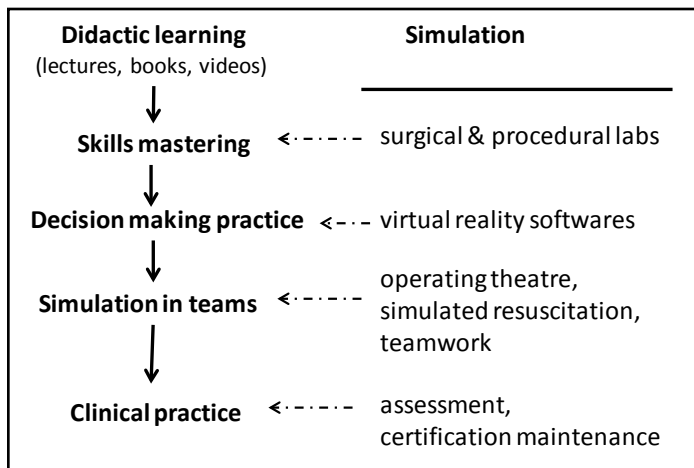 Didactic learning
(lectures, books, videos)
Simulation
Skills mastering
surgical & procedural labs
Decision making practice
virtual reality softwares
Simulation in teams
operating theatre,
simulated resuscitation,
teamwork
Clinical practice
assessment,
certification maintenance